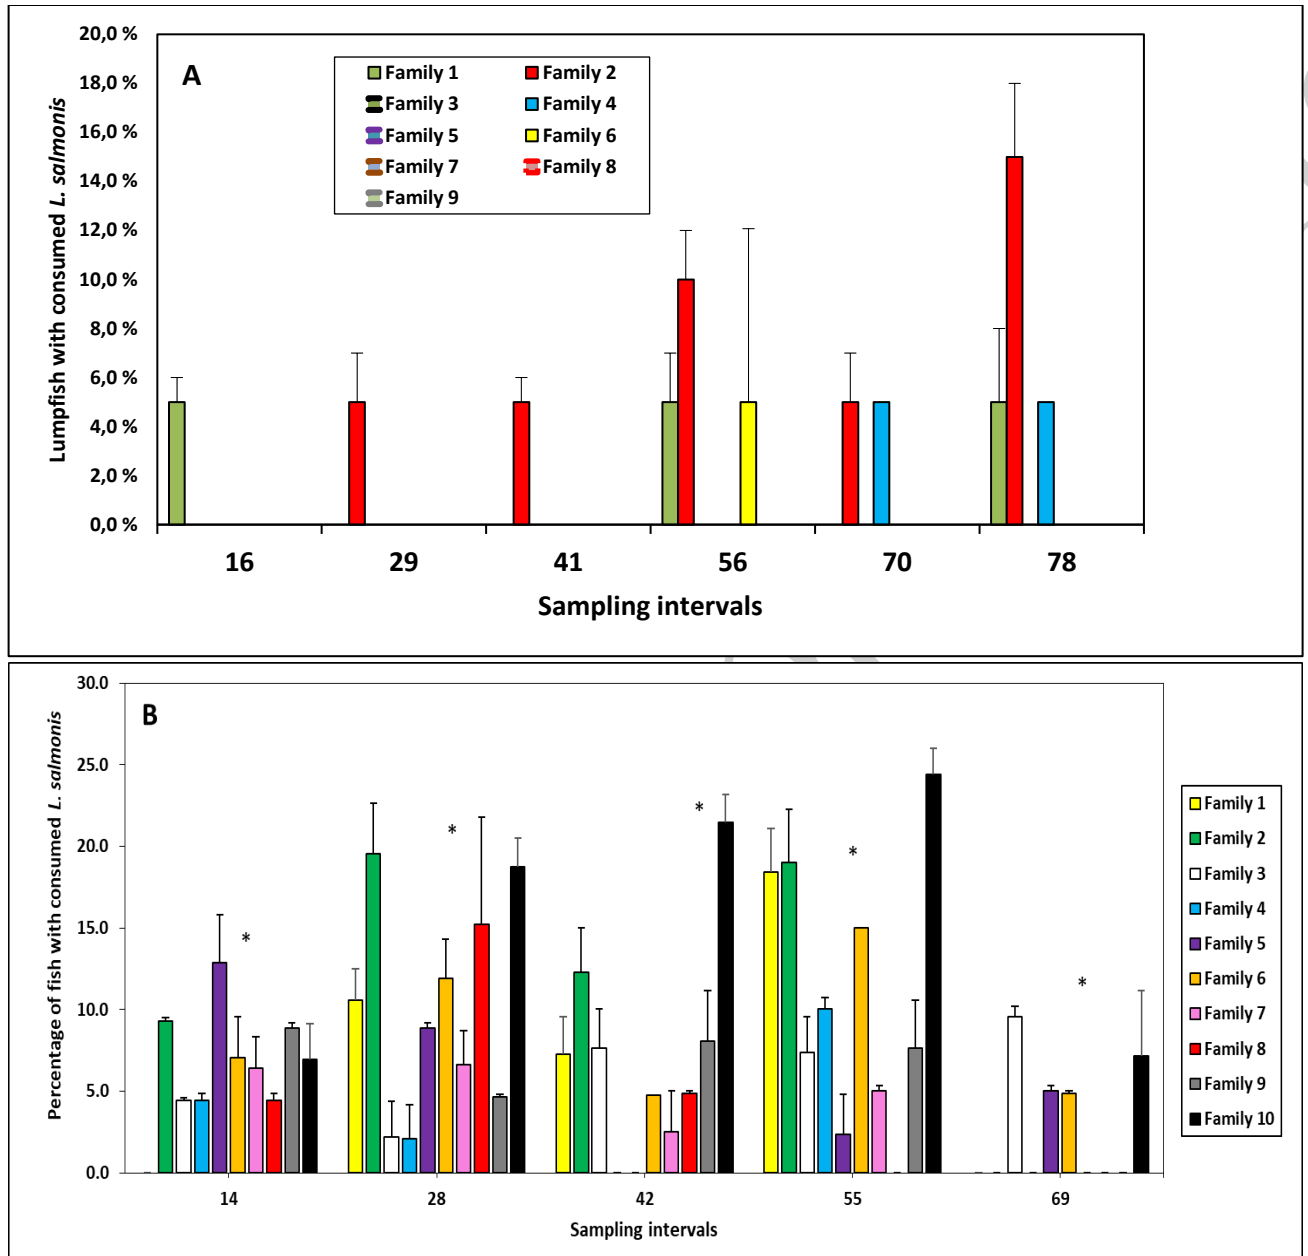 20,0 %
18,0 %
16,0 %
14,0 %
12,0 %
10,0 %
8,0 %
6,0 %
4,0 %
2,0 %
0,0 %
Lumpfish with consumed L. salmonis
A
Family 1 Family 2
Family 3 Family 4
Family 5 Family 6
Family 7 Family 8
Family 9
16 29 41 56 70 78
Sampling intervals
30.0
25.0
20.0
15.0
10.0
5.0
0.0
Percentage of fish with consumed L. salmonis
B
* * * * *
Family 1
Family 2
Family 3
Family 4
Family 5
Family 6
Family 7
Family 8
Family 9
Family 10
14 28 42 55 69
Sampling intervals